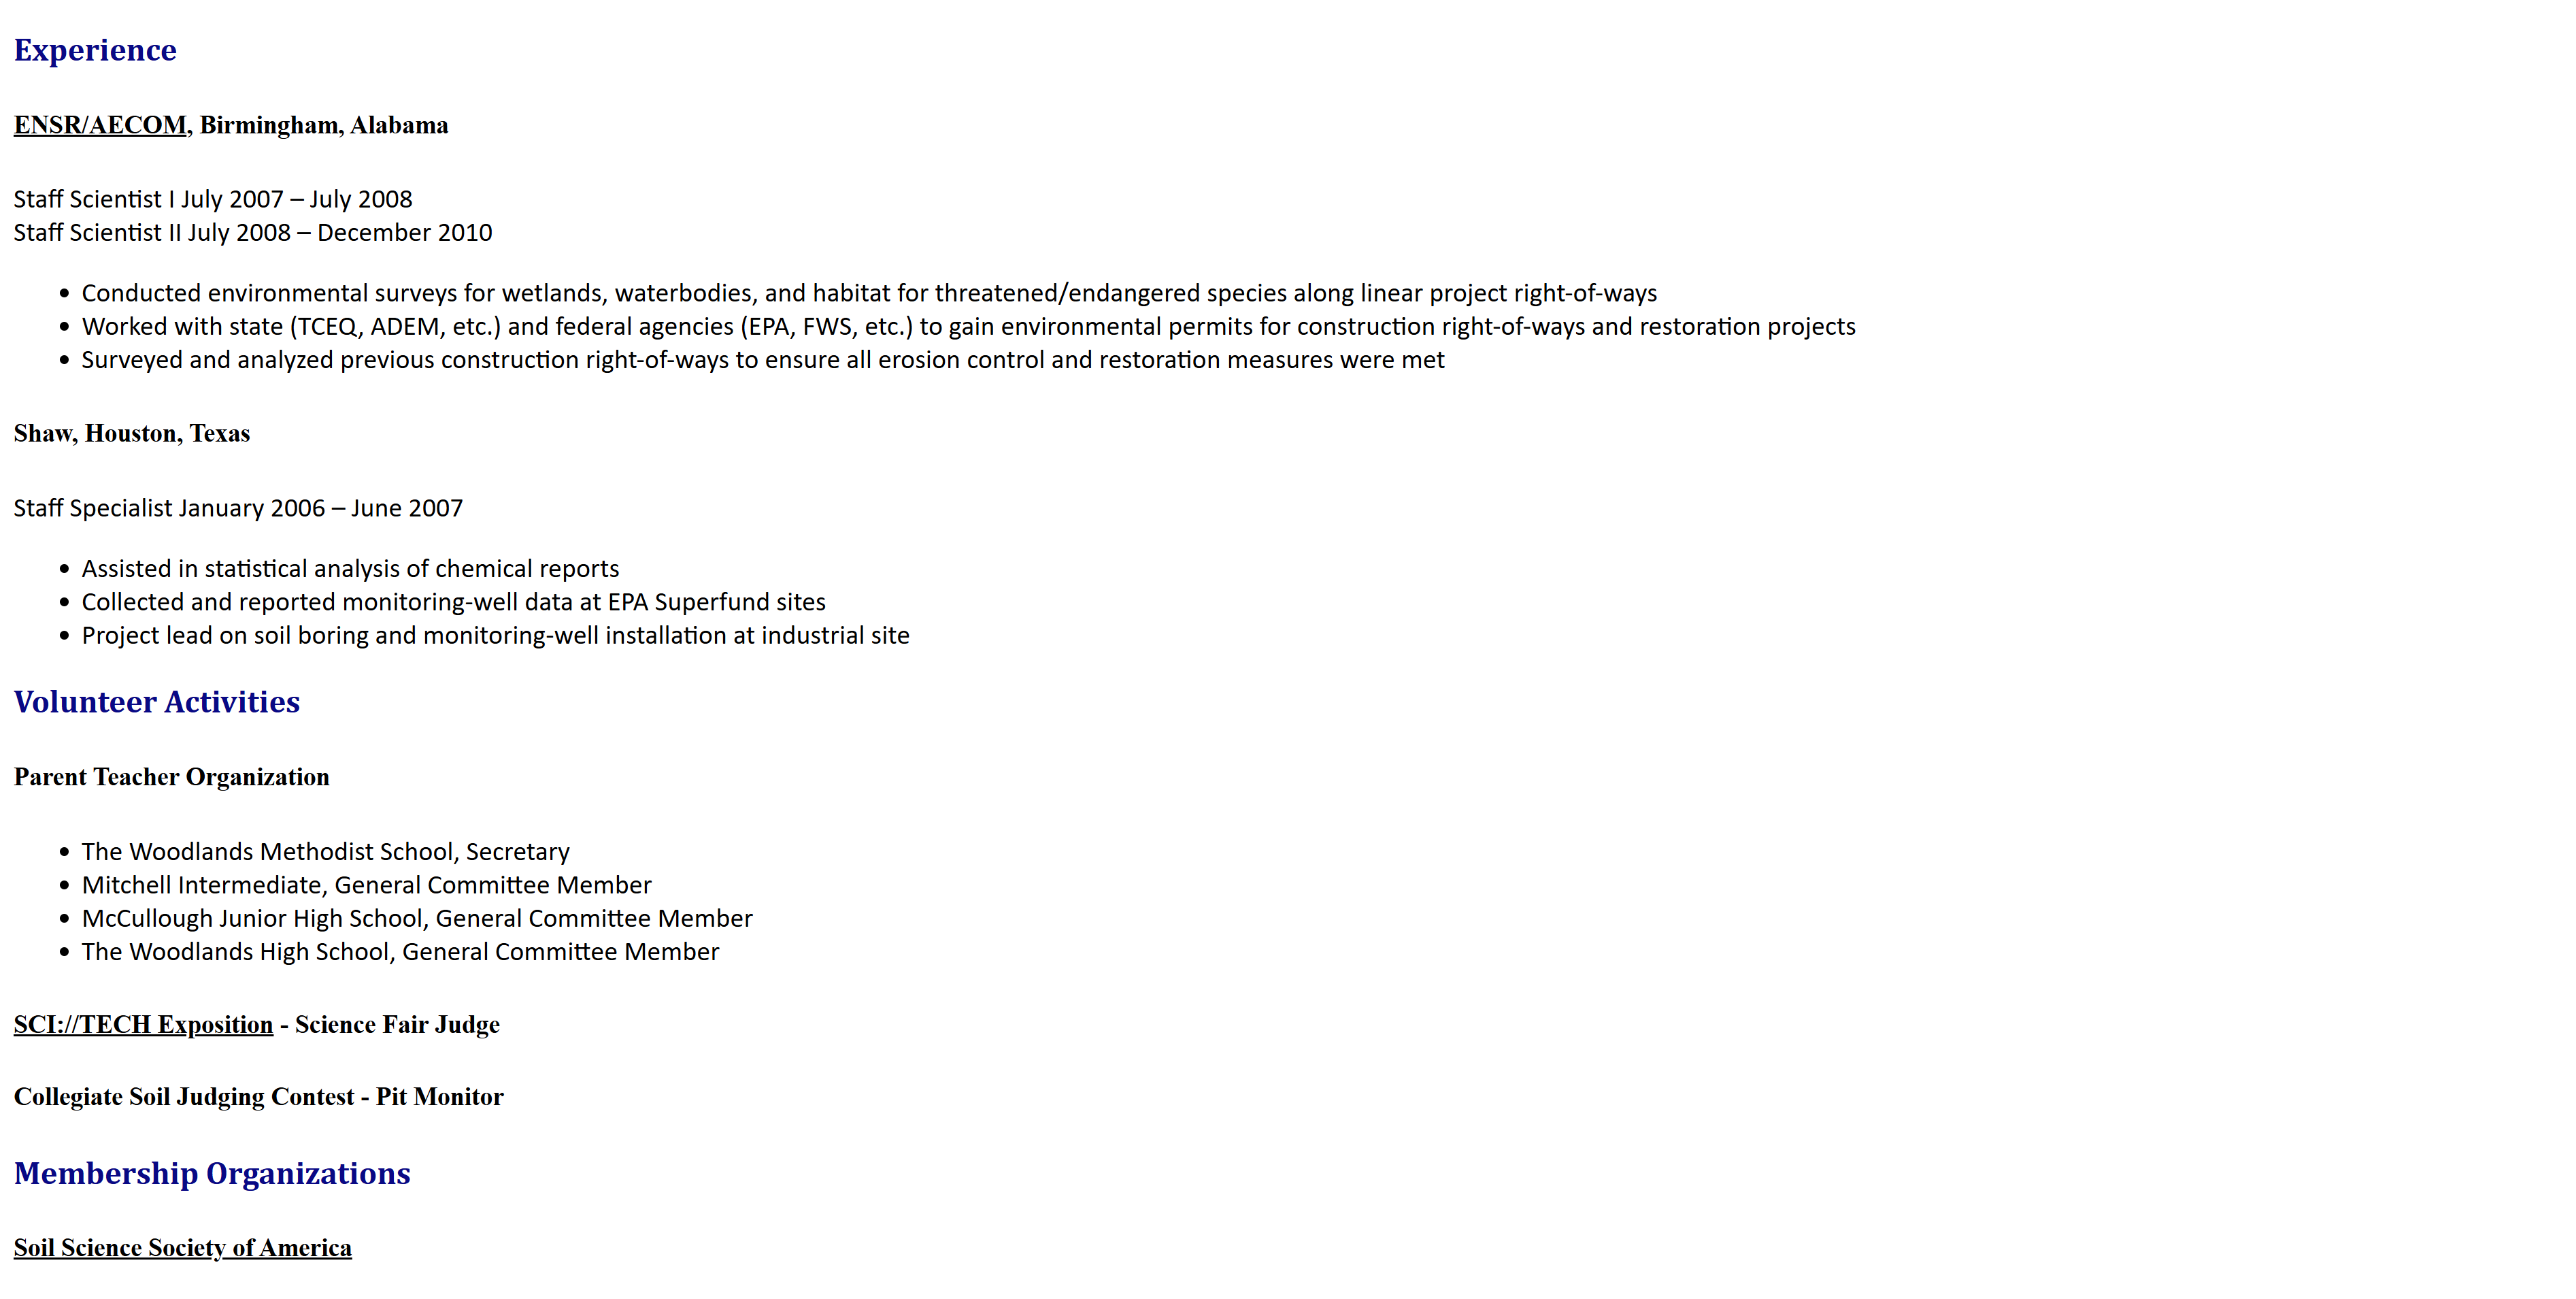 Experience
ENSR/AECOM, Birmingham, Alabama
Staff Scientist I July 2007 – July 2008
Staff Scientist II July 2008 – December 2010
• Conducted environmental surveys for wetlands, waterbodies, and habitat for threatened/endangered species along linear project right-of-ways
• Worked with state (TCEQ, ADEM, etc.) and federal agencies (EPA, FWS, etc.) to gain environmental permits for construction right-of-ways and restoration projects
• Surveyed and analyzed previous construction right-of-ways to ensure all erosion control and restoration measures were met
Shaw, Houston, Texas
Staff Specialist January 2006 – June 2007
• Assisted in statistical analysis of chemical reports
• Collected and reported monitoring-well data at EPA Superfund sites
• Project lead on soil boring and monitoring-well installation at industrial site
Volunteer Activities
Parent Teacher Organization
• The Woodlands Methodist School, Secretary
• Mitchell Intermediate, General Committee Member
• McCullough Junior High School, General Committee Member
• The Woodlands High School, General Committee Member
SCI://TECH Exposition - Science Fair Judge
Collegiate Soil Judging Contest - Pit Monitor
Membership Organizations
Soil Science Society of America